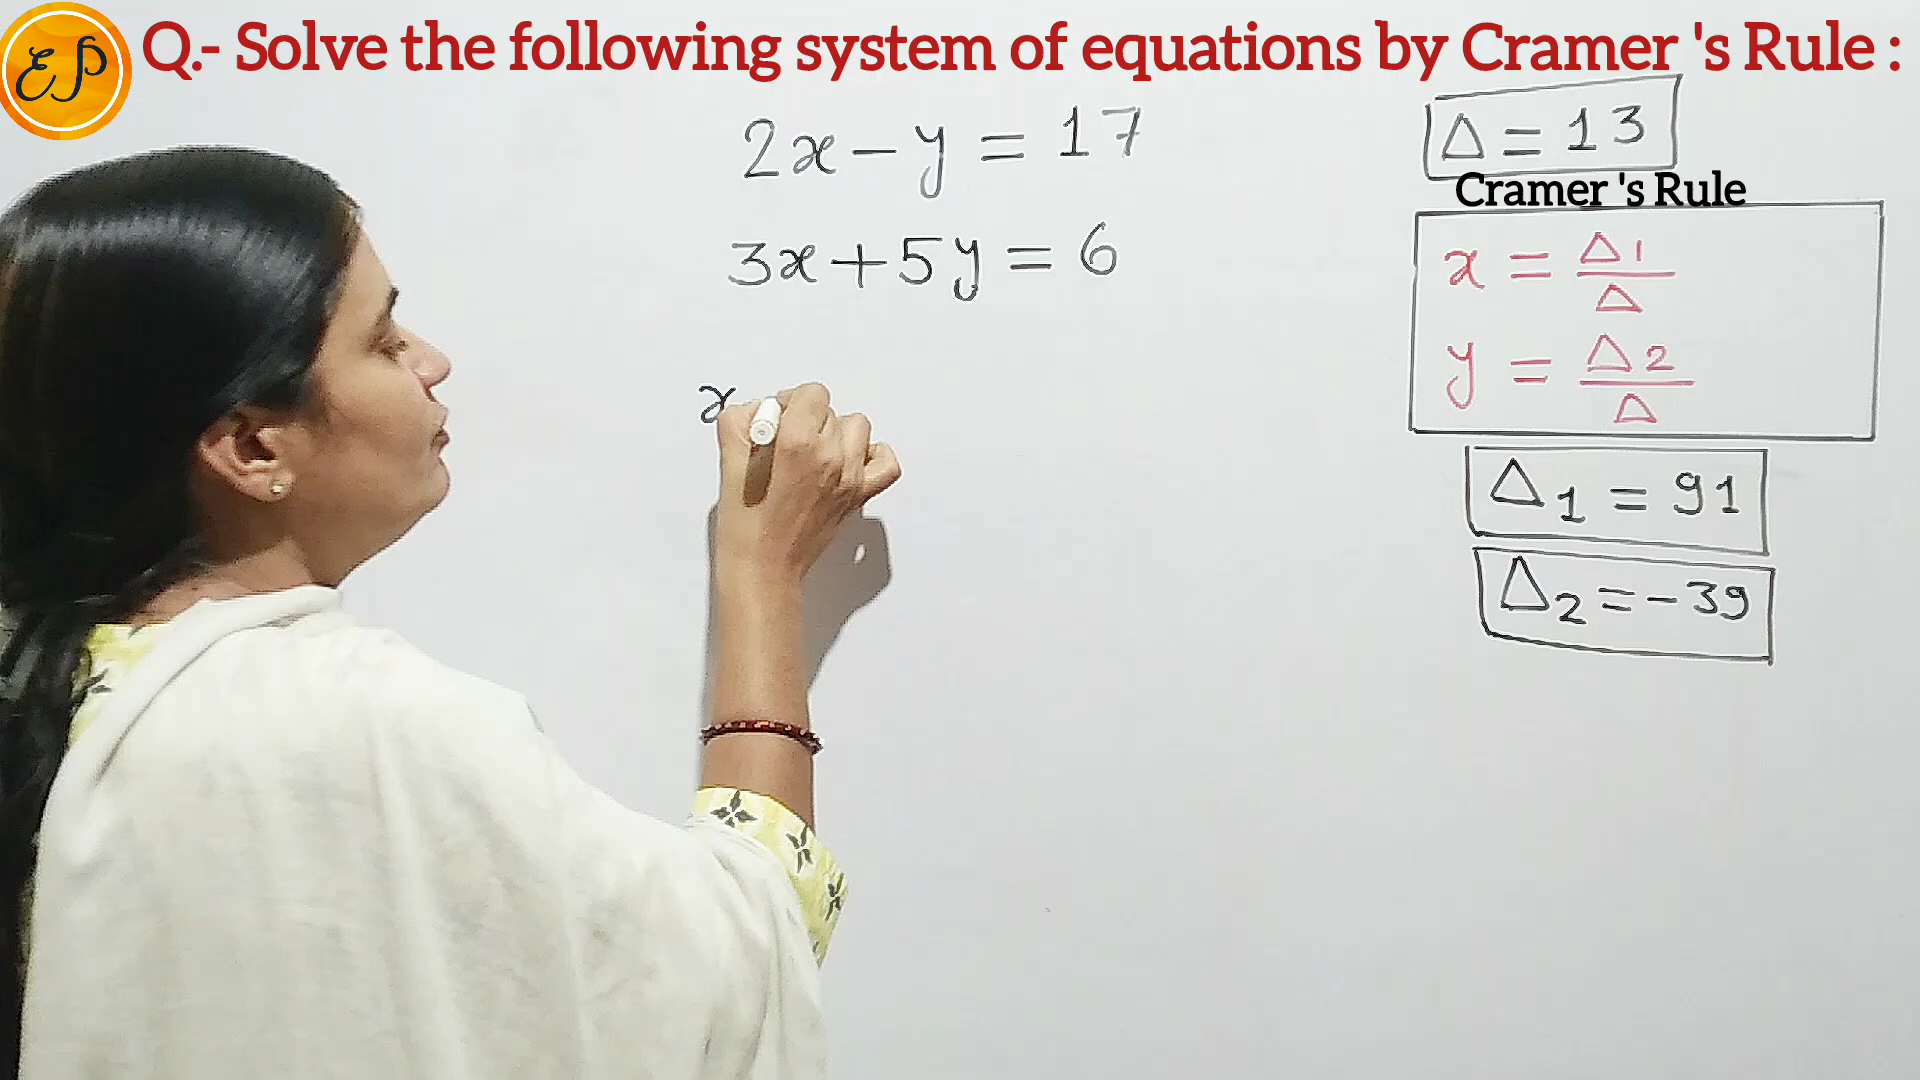 EP
Q.- Solve the following system of equations by Cramer 's Rule :
2x - y = 17
3x + 5y = 6
x
Δ = 13
Cramer 's Rule
x = Δ1/Δ
y = Δ2/Δ
Δ1 = 91
Δ2 = -39